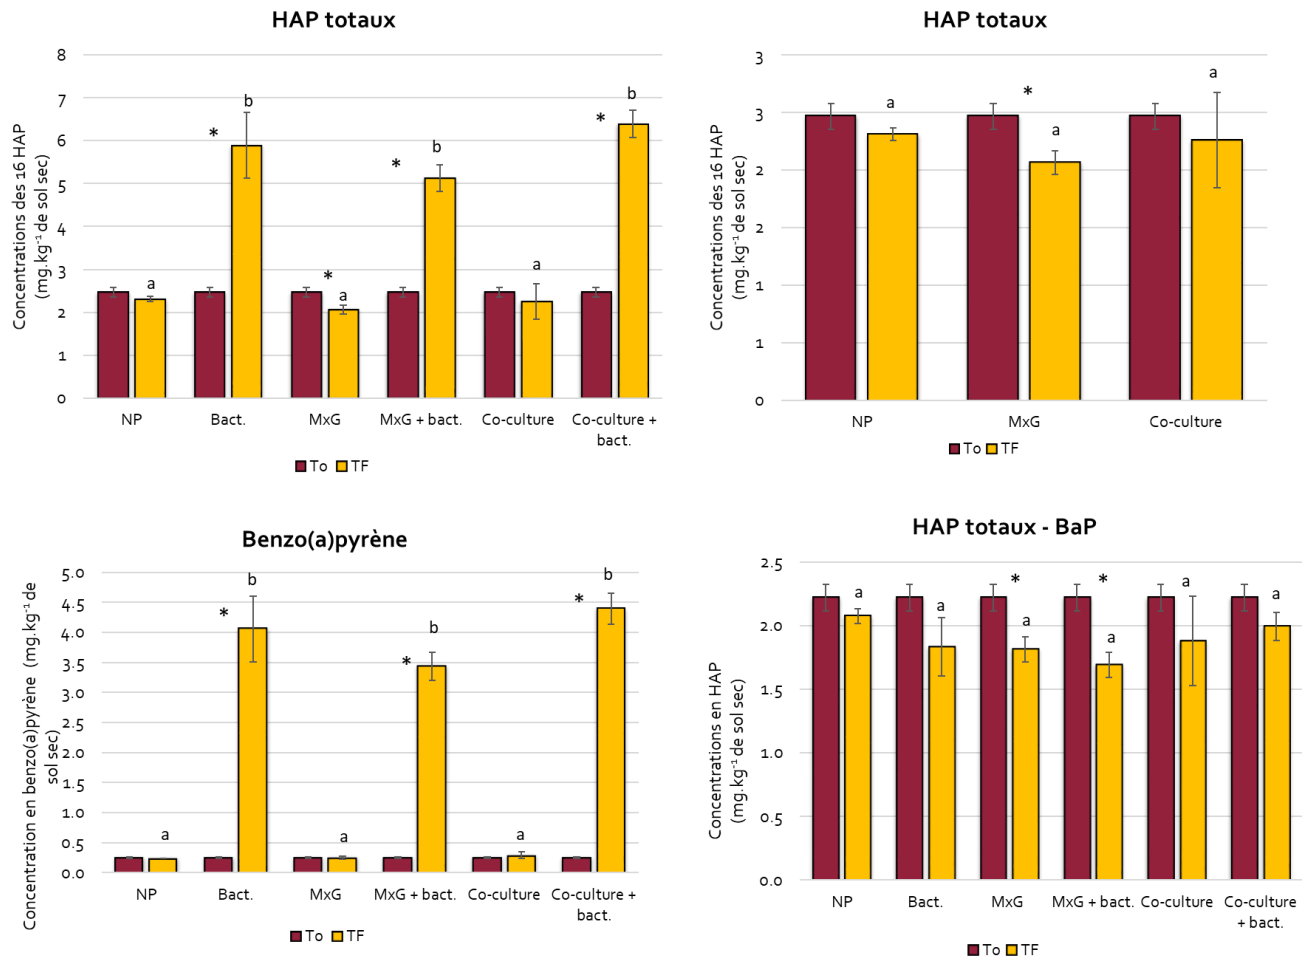 HAP totaux
Concentrations des 16 HAP
(mg.kg⁻¹ de sol sec)
8
7
6
5
4
3
2
1
0
a
*
b
*
a
*
b
a
*
b
NP
Bact.
MxG
MxG + bact.
Co-culture
Co-culture +
bact.
T0
TF
HAP totaux
Concentrations des 16 HAP
(mg.kg⁻¹ de sol sec)
3
3
2
2
1
1
0
a
*
a
a
NP
MxG
Co-culture
T0
TF
Benzo(a)pyrène
Concentration en benzo(a)pyrène (mg.kg⁻¹ de
sol sec)
5.0
4.5
4.0
3.5
3.0
2.5
2.0
1.5
1.0
0.5
0.0
a
*
b
a
*
b
a
*
b
NP
Bact.
MxG
MxG + bact.
Co-culture
Co-culture +
bact.
T0
TF
HAP totaux - BaP
Concentrations en HAP
(mg.kg⁻¹ de sol sec)
2.5
2.0
1.5
1.0
0.5
0.0
a
a
*
a
*
a
a
a
NP
Bact.
MxG
MxG + bact.
Co-culture
Co-culture
+ bact.
T0
TF